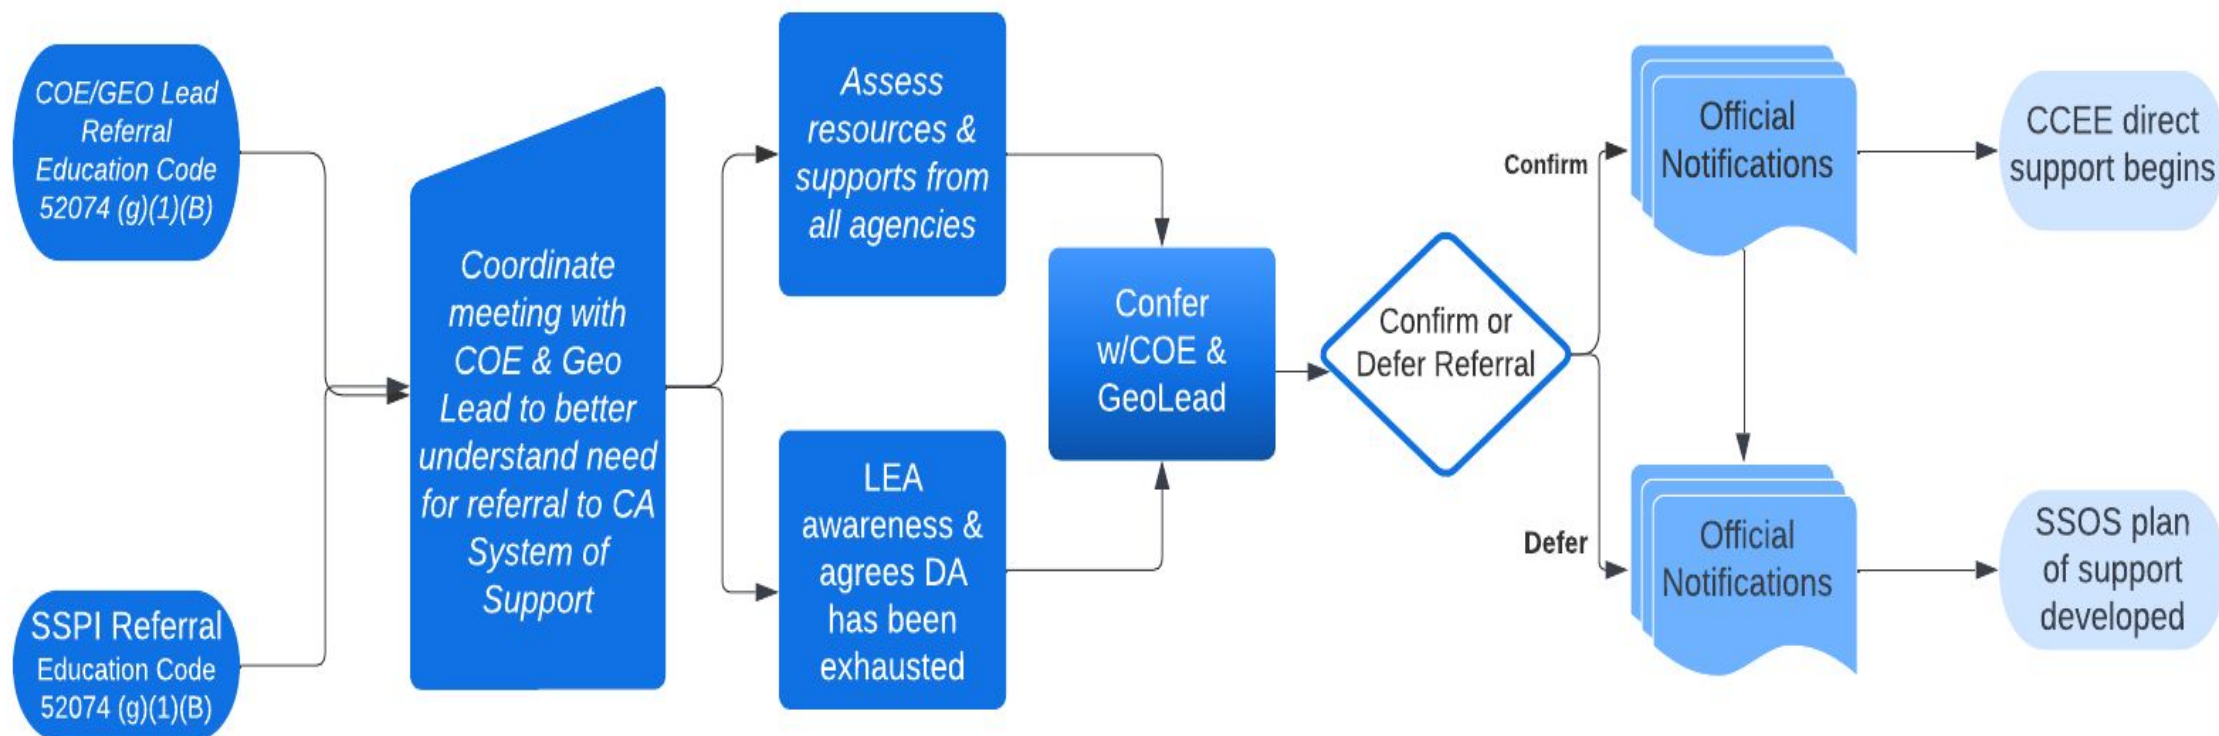 COE/GEO Lead
Referral
Education Code
52074 (g)(1)(B)
SSPI Referral
Education Code
52074 (g)(1)(B)
Coordinate
meeting with
COE & Geo
Lead to better
understand need
for referral to CA
System of
Support
Assess
resources &
supports from
all agencies
LEA
awareness &
agrees DA
has been
exhausted
Confer
w/COE &
GeoLead
Confirm or
Defer Referral
Confirm
Official
Notifications
CCEE direct
support begins
Defer
Official
Notifications
SSOS plan
of support
developed